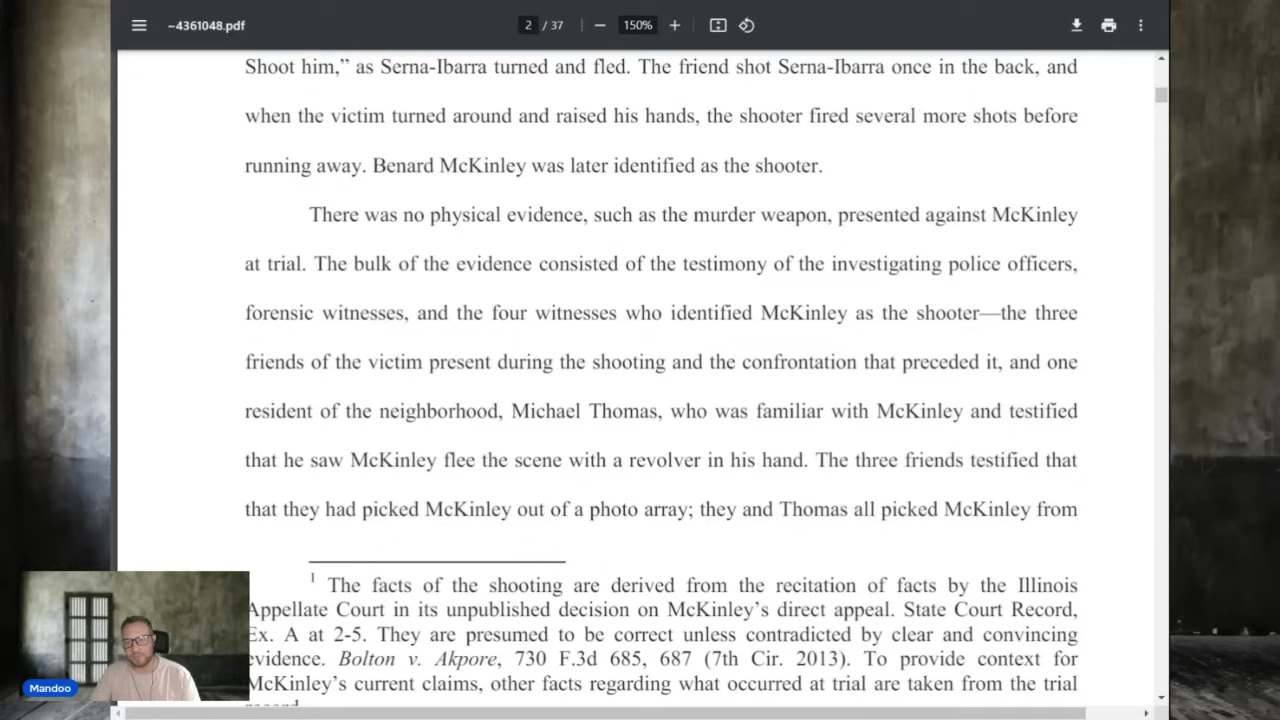 ~4361048.pdf
2 / 37
150%
Shoot him,” as Serna-Ibarra turned and fled. The friend shot Serna-Ibarra once in the back, and
when the victim turned around and raised his hands, the shooter fired several more shots before
running away. Benard McKinley was later identified as the shooter.
There was no physical evidence, such as the murder weapon, presented against McKinley
at trial. The bulk of the evidence consisted of the testimony of the investigating police officers,
forensic witnesses, and the four witnesses who identified McKinley as the shooter—the three
friends of the victim present during the shooting and the confrontation that preceded it, and one
resident of the neighborhood, Michael Thomas, who was familiar with McKinley and testified
that he saw McKinley flee the scene with a revolver in his hand. The three friends testified that
that they had picked McKinley out of a photo array; they and Thomas all picked McKinley from
1 The facts of the shooting are derived from the recitation of facts by the Illinois
Appellate Court in its unpublished decision on McKinley’s direct appeal. State Court Record,
Ex. A at 2-5. They are presumed to be correct unless contradicted by clear and convincing
evidence. Bolton v. Akpore, 730 F.3d 685, 687 (7th Cir. 2013). To provide context for
McKinley’s current claims, other facts regarding what occurred at trial are taken from the trial
Mandoo